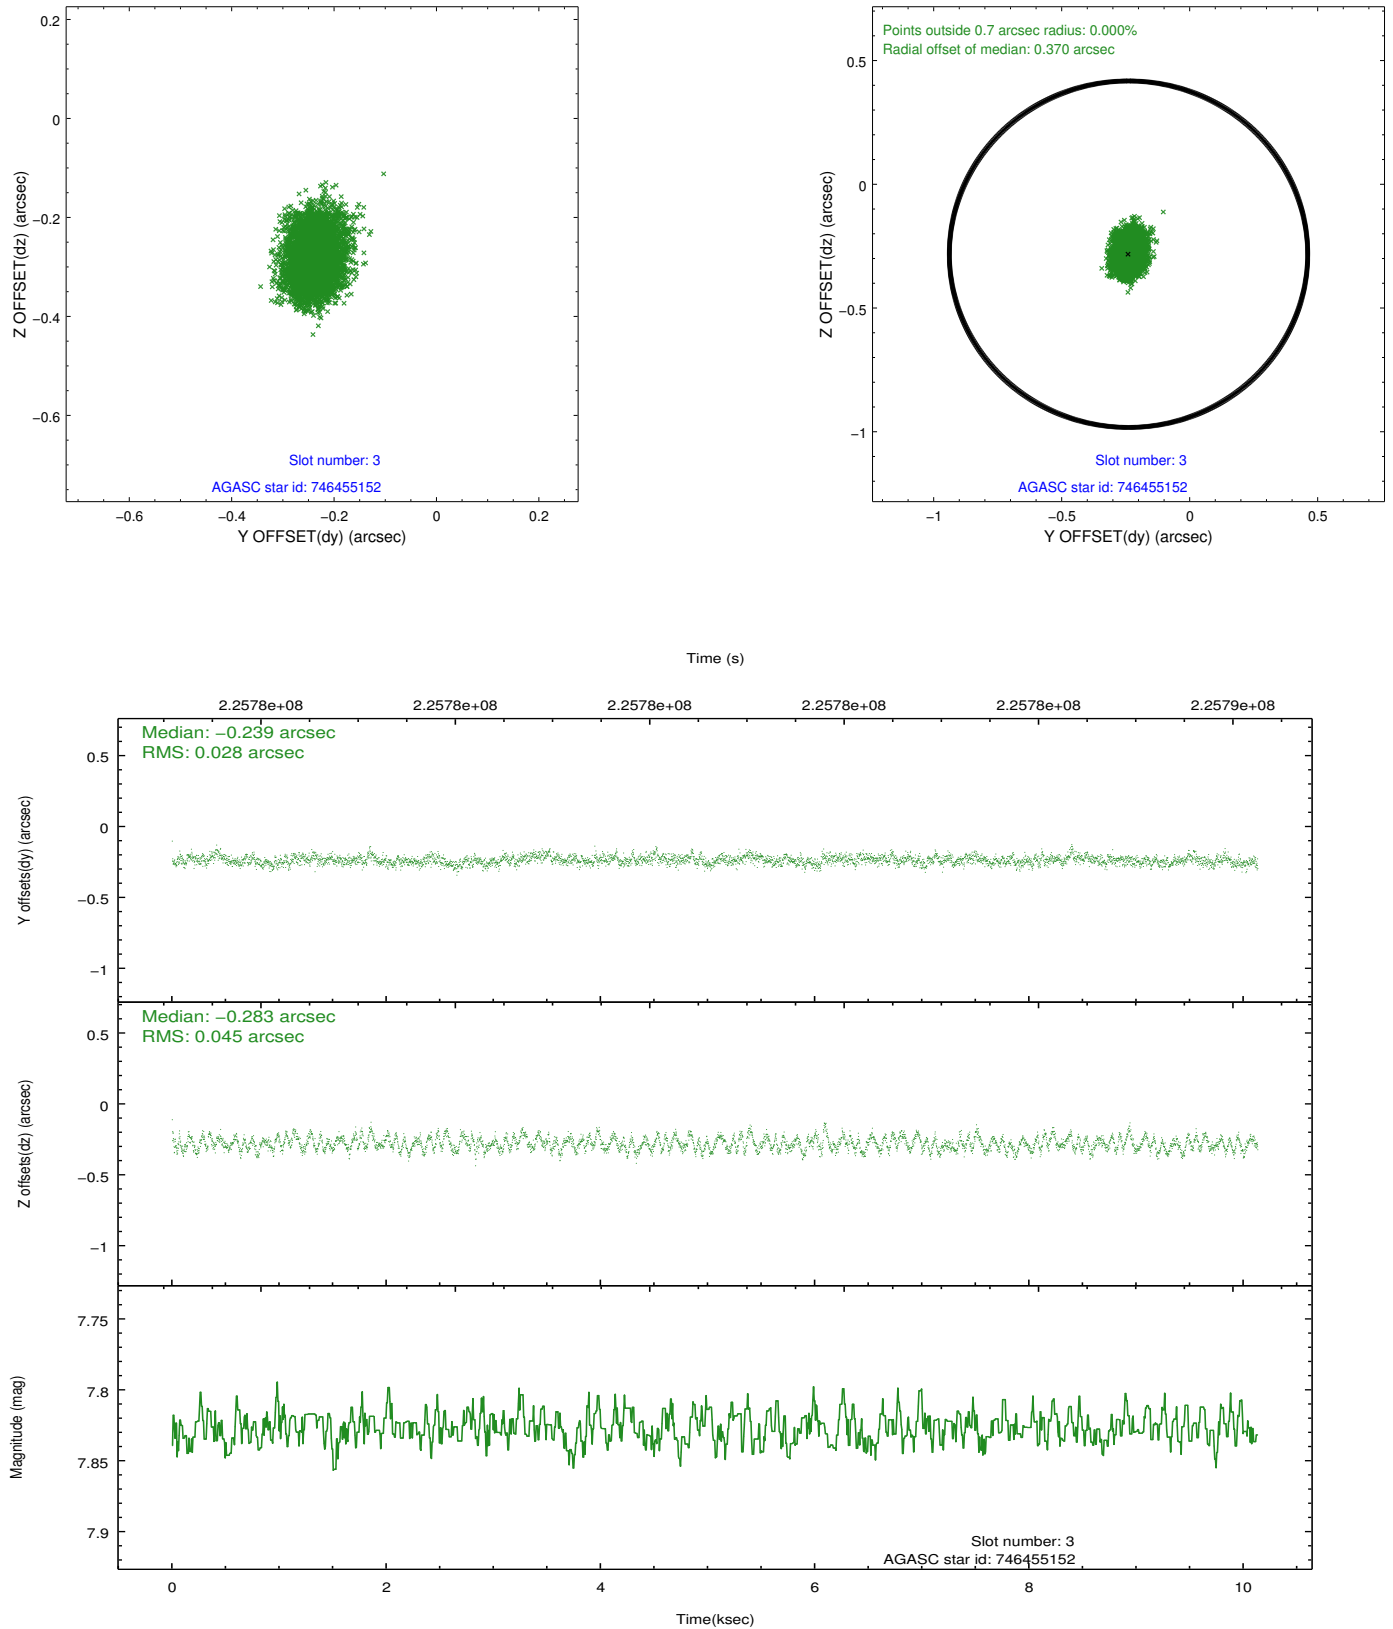 0.2
0
−0.2
−0.4
−0.6
Z OFFSET(dz) (arcsec)
Slot number: 3
AGASC star id: 746455152
−0.6 −0.4 −0.2 0 0.2
Y OFFSET(dy) (arcsec)
Points outside 0.7 arcsec radius: 0.000%
Radial offset of median: 0.370 arcsec
0.5
0
−0.5
−1
Z OFFSET(dz) (arcsec)
Slot number: 3
AGASC star id: 746455152
−1 −0.5 0 0.5
Y OFFSET(dy) (arcsec)
Time (s)
2.2578e+08 2.2578e+08 2.2578e+08 2.2578e+08 2.2578e+08 2.2579e+08
Median: −0.239 arcsec
RMS: 0.028 arcsec
0.5
0
−0.5
−1
Y offsets(dy) (arcsec)
Median: −0.283 arcsec
RMS: 0.045 arcsec
0.5
0
−0.5
−1
Z offsets(dz) (arcsec)
7.75
7.8
7.85
7.9
Magnitude (mag)
Slot number: 3
AGASC star id: 746455152
0 2 4 6 8 10
Time(ksec)